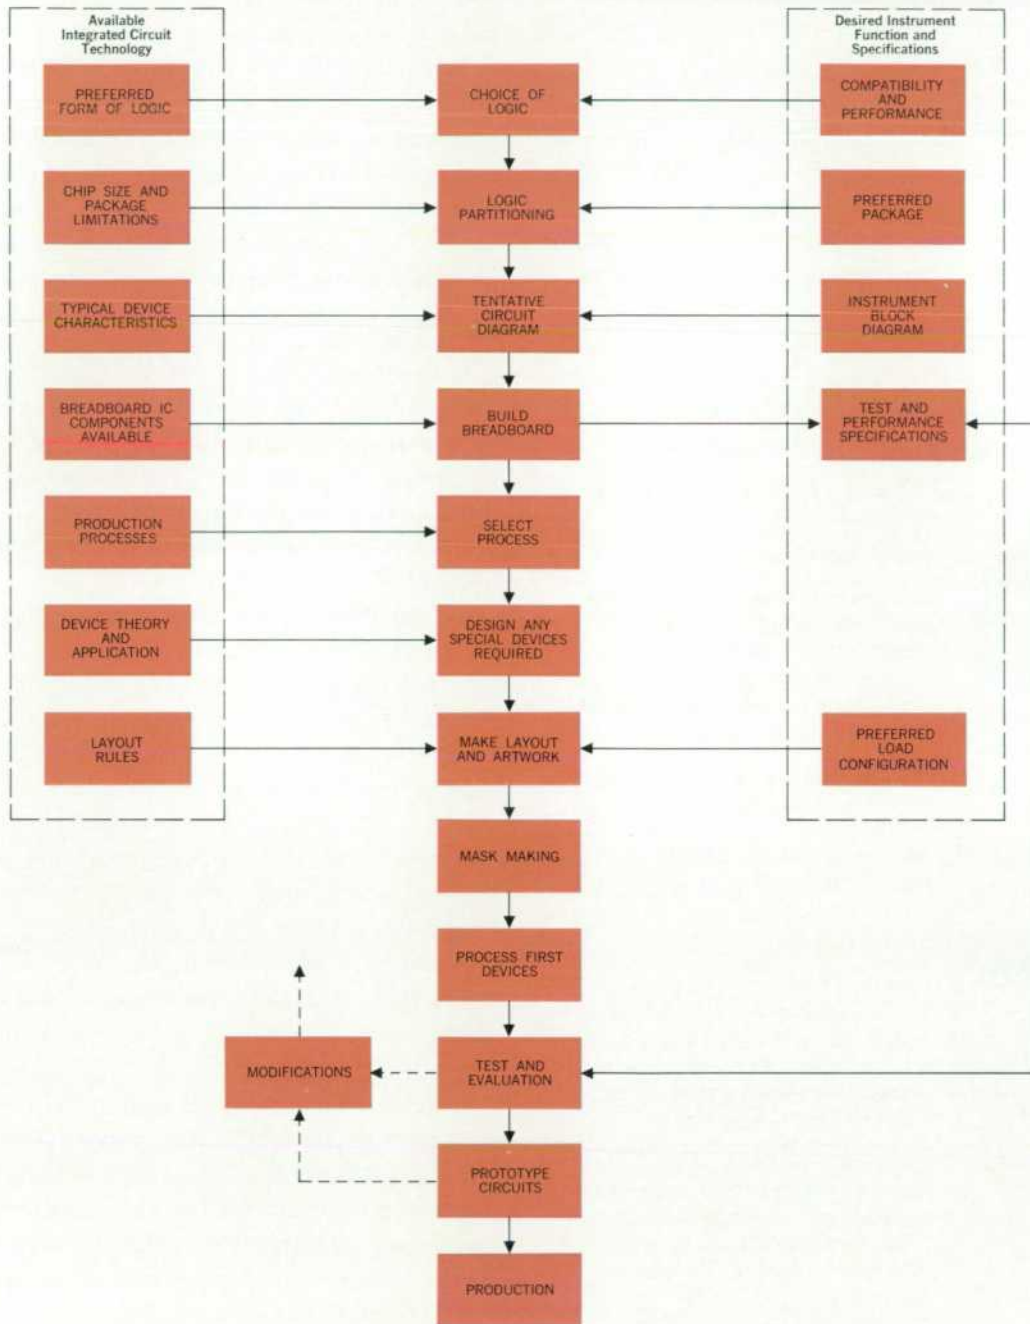 Available
Integrated Circuit
Technology
Desired Instrument
Function and
Specifications
PREFERRED
FORM OF LOGIC
CHOICE OF
LOGIC
COMPATIBILITY
AND
PERFORMANCE
CHIP SIZE AND
PACKAGE
LIMITATIONS
LOGIC
PARTITIONING
PREFERRED
PACKAGE
TYPICAL DEVICE
CHARACTERISTICS
TENTATIVE
CIRCUIT
DIAGRAM
INSTRUMENT
BLOCK
DIAGRAM
BREADBOARD IC
COMPONENTS
AVAILABLE
BUILD
BREADBOARD
TEST AND
PERFORMANCE
SPECIFICATIONS
PRODUCTION
PROCESSES
SELECT
PROCESS
DEVICE THEORY
AND
APPLICATION
DESIGN ANY
SPECIAL DEVICES
REQUIRED
LAYOUT
RULES
MAKE LAYOUT
AND ARTWORK
PREFERRED
LOAD
CONFIGURATION
MASK MAKING
PROCESS FIRST
DEVICES
MODIFICATIONS
TEST AND
EVALUATION
PROTOTYPE
CIRCUITS
PRODUCTION